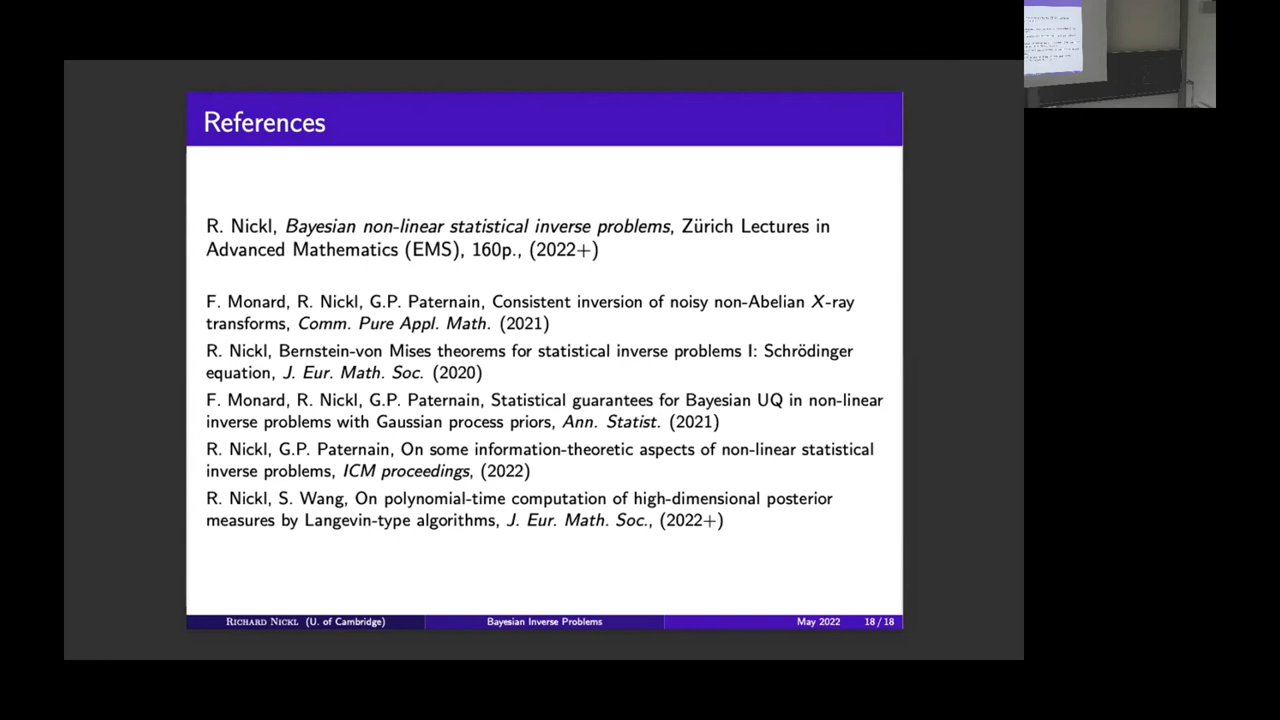 References
R. Nickl, Bayesian non-linear statistical inverse problems, Zürich Lectures in
Advanced Mathematics (EMS), 160p., (2022+)
F. Monard, R. Nickl, G.P. Paternain, Consistent inversion of noisy non-Abelian X-ray
transforms, Comm. Pure Appl. Math. (2021)
R. Nickl, Bernstein-von Mises theorems for statistical inverse problems I: Schrödinger
equation, J. Eur. Math. Soc. (2020)
F. Monard, R. Nickl, G.P. Paternain, Statistical guarantees for Bayesian UQ in non-linear
inverse problems with Gaussian process priors, Ann. Statist. (2021)
R. Nickl, G.P. Paternain, On some information-theoretic aspects of non-linear statistical
inverse problems, ICM proceedings, (2022)
R. Nickl, S. Wang, On polynomial-time computation of high-dimensional posterior
measures by Langevin-type algorithms, J. Eur. Math. Soc., (2022+)
Richard Nickl (U. of Cambridge) Bayesian Inverse Problems May 2022 18 / 18